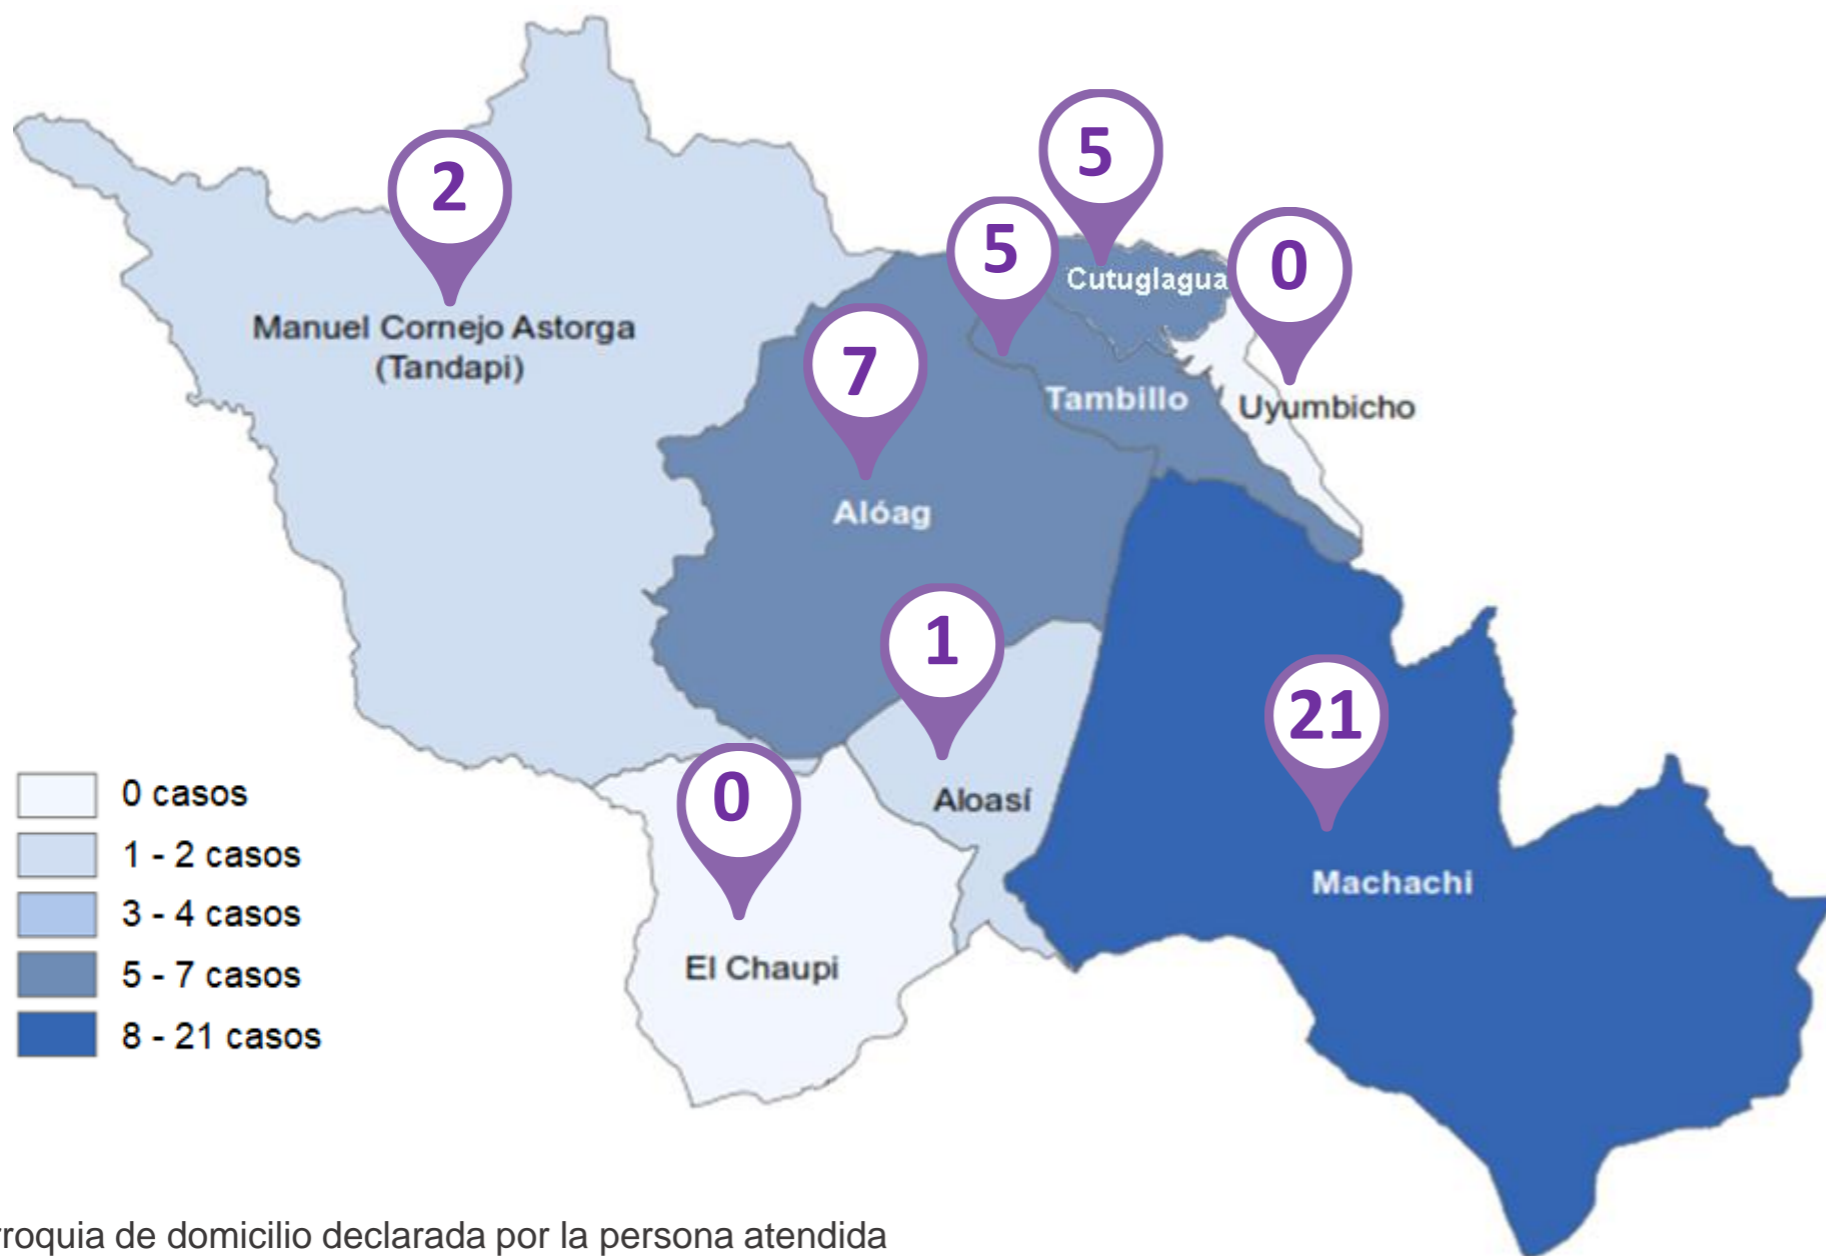 5
2
5
Cutuglagua
0
Manuel Cornejo Astorga
(Tandapi)
7
Tambillo
Uyumbicho
Alóag
1
21
0
Aloasí
Machachi
El Chaupi
0 casos
1 - 2 casos
3 - 4 casos
5 - 7 casos
8 - 21 casos
de domicilio declarada por la persona atendida